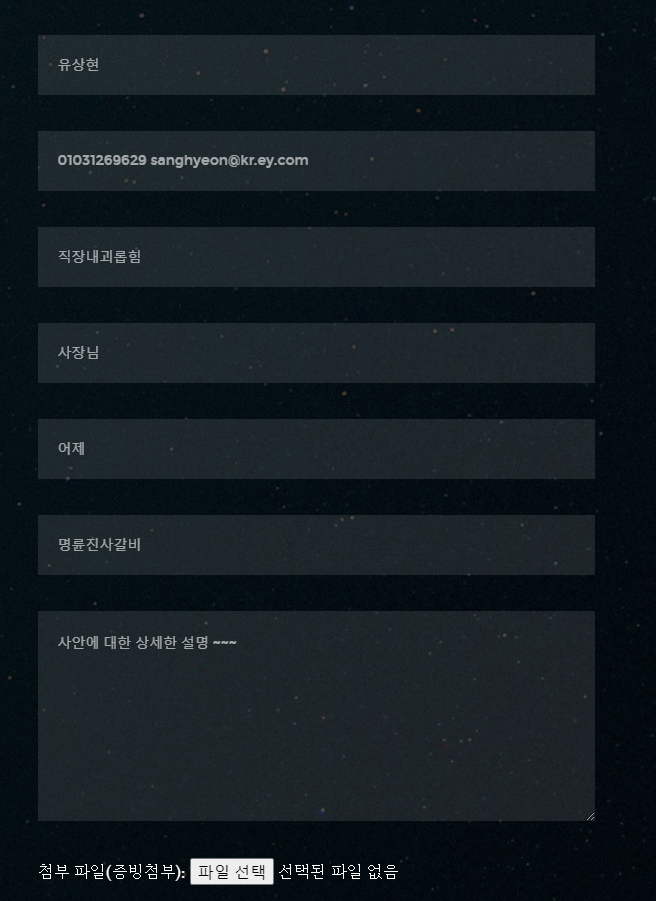 유상현
01031269629 sanghyeon@kr.ey.com
직장내괴롭힘
사장님
어제
명륜진사갈비
사안에 대한 상세한 설명 ~~~
첨부 파일(증빙첨부): 파일 선택 선택된 파일 없음